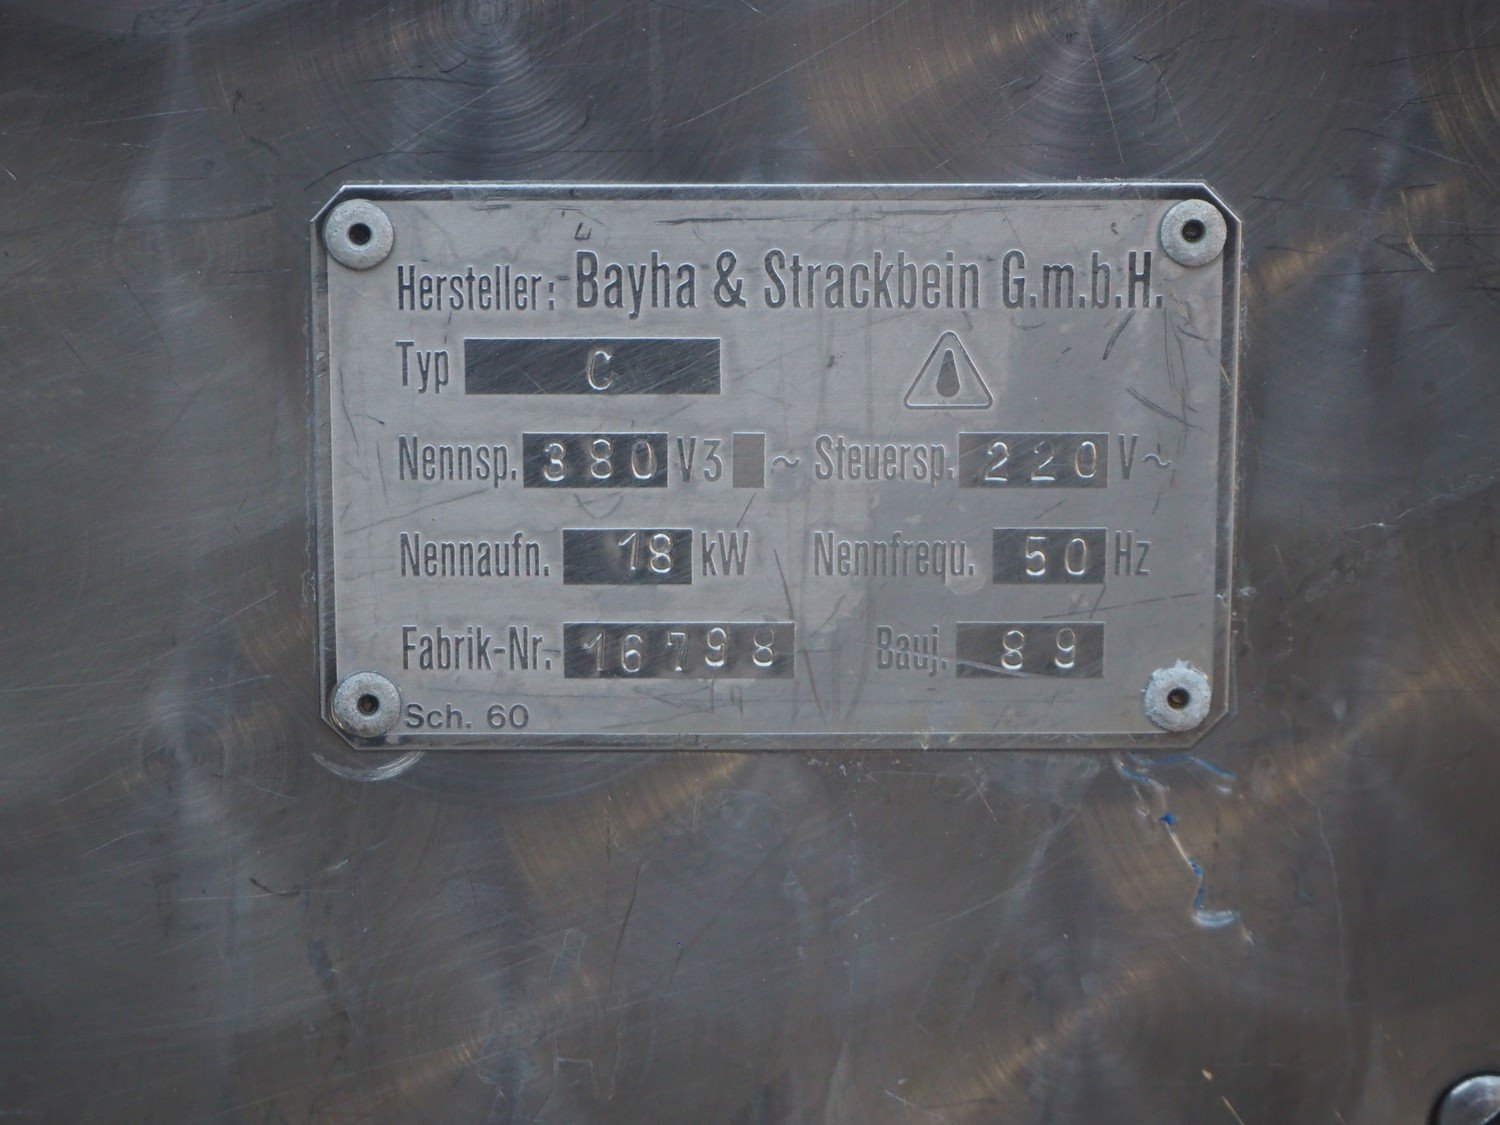 Hersteller: Bayha & Strackbein G.m.b.H.
Typ C
Nennsp. 380 V3 ~ Steuersp. 220 V~
Nennaufn. 18 kW Nennfrequ. 50 Hz
Fabrik-Nr. 16798 Bauj. 89
Sch. 60